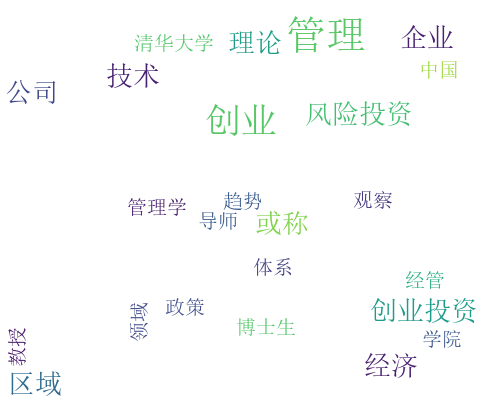 管理
企业
理论
清华大学
中国
技术
公司
风险投资
创业
趋势
观察
管理学
导师
或称
体系
经管
领域
政策
创业投资
博士生
学院
教授
经济
区域